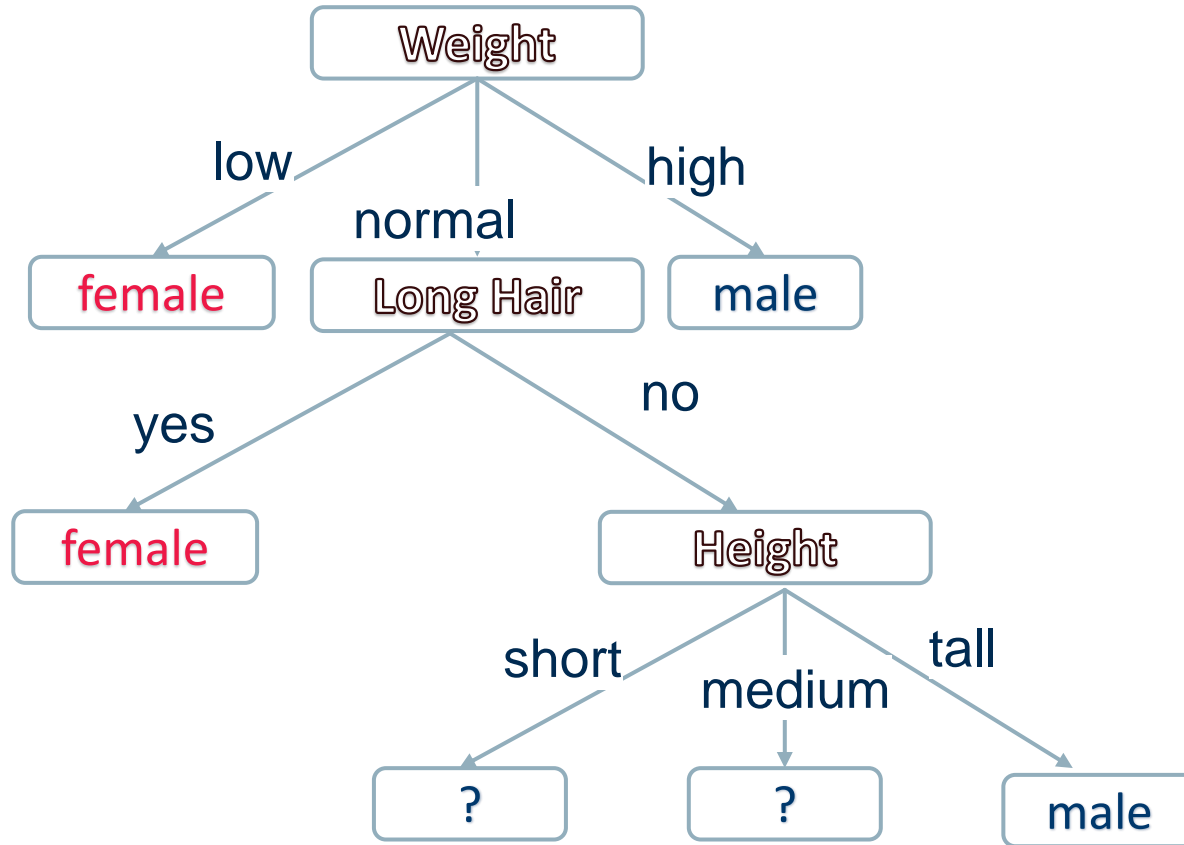 Weight
low
high
normal
female
Long Hair
male
no
yes
female
Height
tall
short
medium
?
?
male